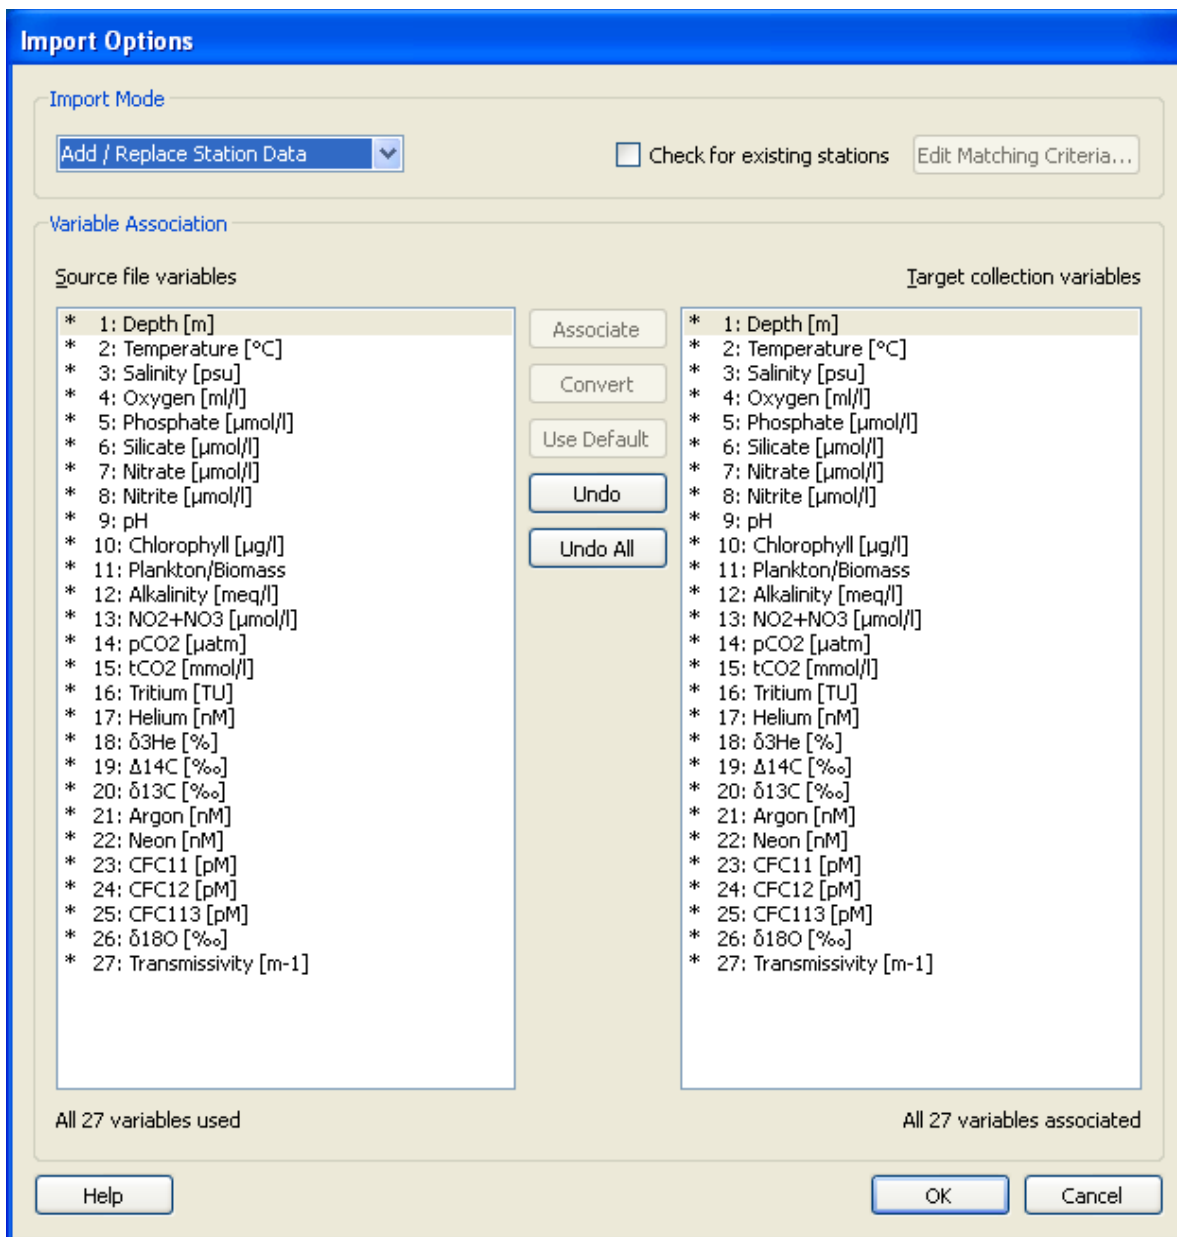 Import Options
Import Mode
Add / Replace Station Data
Check for existing stations
Edit Matching Criteria...
Variable Association
Source file variables
* 1: Depth [m]
* 2: Temperature [°C]
* 3: Salinity [psu]
* 4: Oxygen [ml/l]
* 5: Phosphate [µmol/l]
* 6: Silicate [µmol/l]
* 7: Nitrate [µmol/l]
* 8: Nitrite [µmol/l]
* 9: pH
* 10: Chlorophyll [µg/l]
* 11: Plankton/Biomass
* 12: Alkalinity [meq/l]
* 13: NO2+NO3 [µmol/l]
* 14: pCO2 [µatm]
* 15: tCO2 [mmol/l]
* 16: Tritium [TU]
* 17: Helium [nM]
* 18: δ3He [%]
* 19: Δ14C [‰]
* 20: δ13C [‰]
* 21: Argon [nM]
* 22: Neon [nM]
* 23: CFC11 [pM]
* 24: CFC12 [pM]
* 25: CFC113 [pM]
* 26: δ18O [‰]
* 27: Transmissivity [m-1]
All 27 variables used
Associate
Convert
Use Default
Undo
Undo All
Target collection variables
* 1: Depth [m]
* 2: Temperature [°C]
* 3: Salinity [psu]
* 4: Oxygen [ml/l]
* 5: Phosphate [µmol/l]
* 6: Silicate [µmol/l]
* 7: Nitrate [µmol/l]
* 8: Nitrite [µmol/l]
* 9: pH
* 10: Chlorophyll [µg/l]
* 11: Plankton/Biomass
* 12: Alkalinity [meq/l]
* 13: NO2+NO3 [µmol/l]
* 14: pCO2 [µatm]
* 15: tCO2 [mmol/l]
* 16: Tritium [TU]
* 17: Helium [nM]
* 18: δ3He [%]
* 19: Δ14C [‰]
* 20: δ13C [‰]
* 21: Argon [nM]
* 22: Neon [nM]
* 23: CFC11 [pM]
* 24: CFC12 [pM]
* 25: CFC113 [pM]
* 26: δ18O [‰]
* 27: Transmissivity [m-1]
All 27 variables associated
Help
OK
Cancel